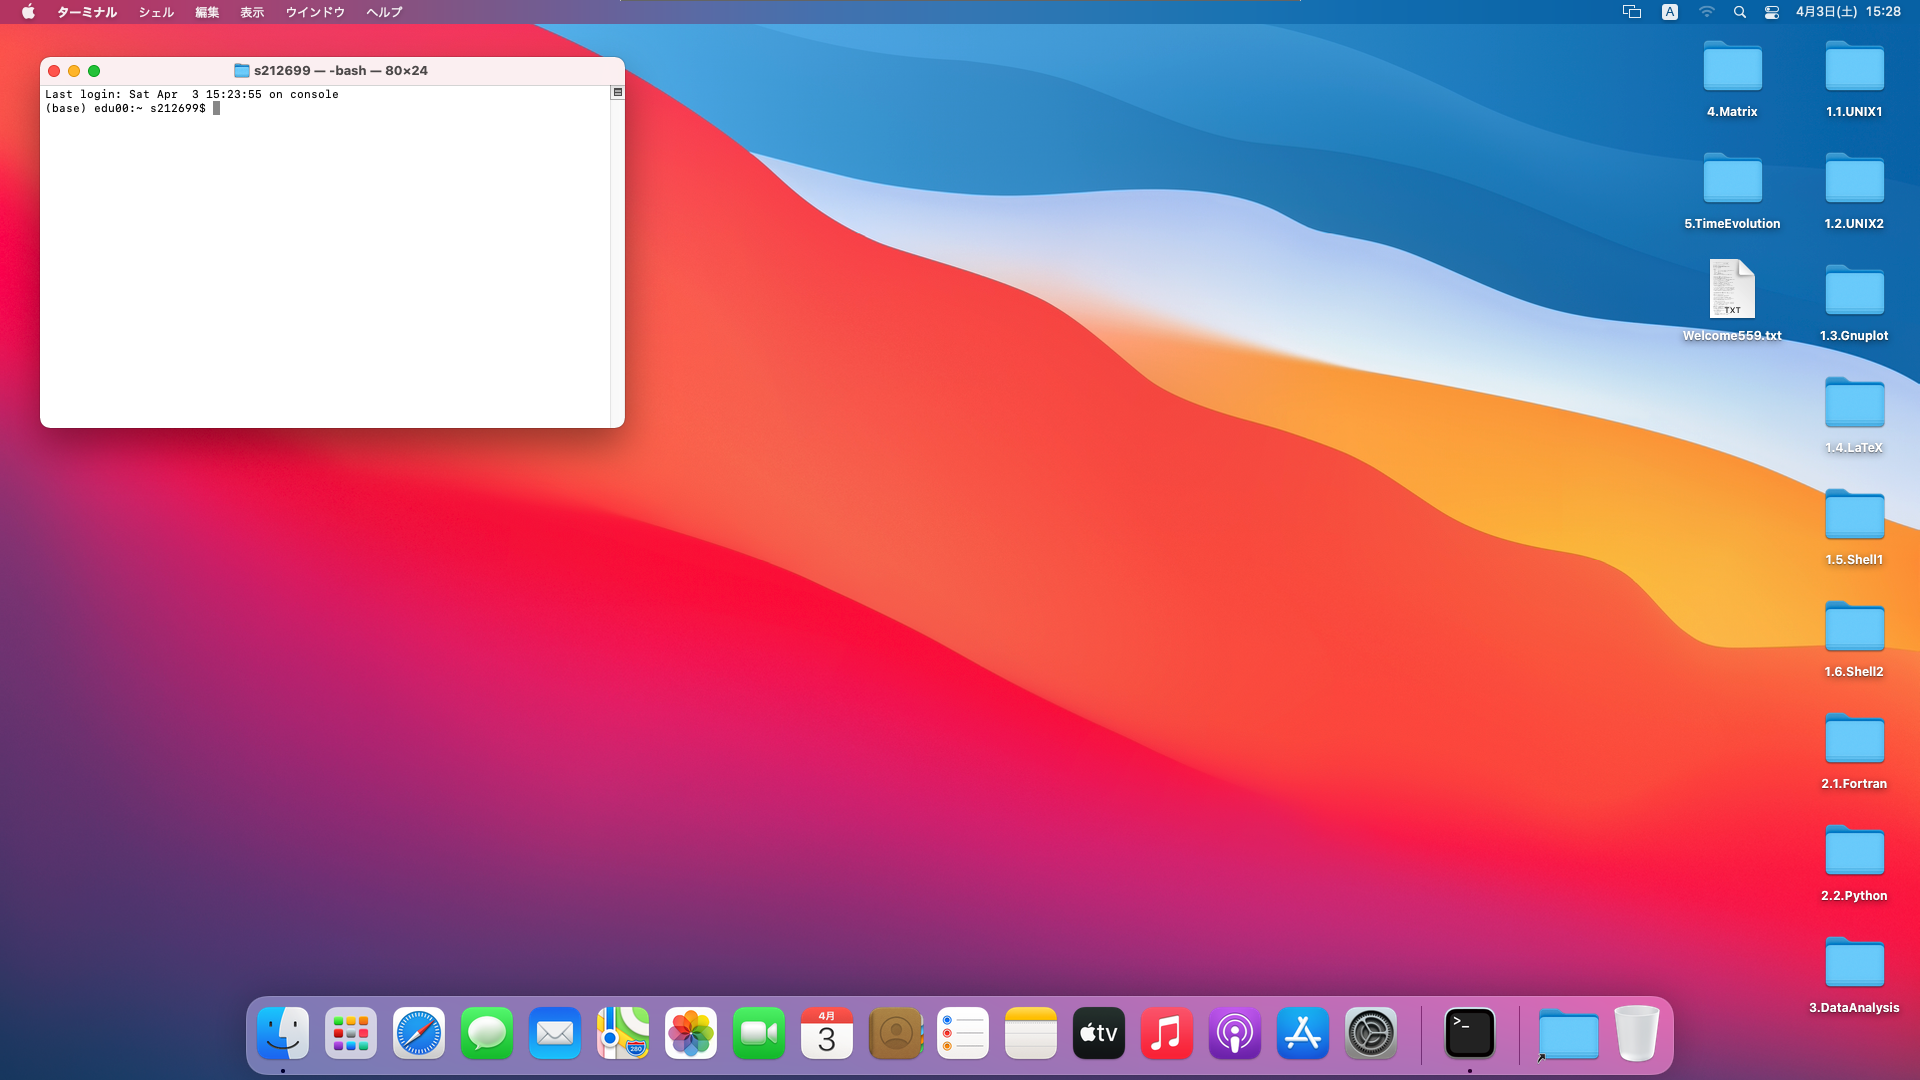 ターミナル シェル 編集 表示 ウインドウ ヘルプ
A 4月3日(土) 15:28
s212699 — -bash — 80×24
Last login: Sat Apr  3 15:23:55 on console
(base) edu00:~ s212699$
4.Matrix
1.1.UNIX1
5.TimeEvolution
1.2.UNIX2
TXT
Welcome559.txt
1.3.Gnuplot
1.4.LaTeX
1.5.Shell1
1.6.Shell2
2.1.Fortran
2.2.Python
3.DataAnalysis
280
4月
3
tv
>_